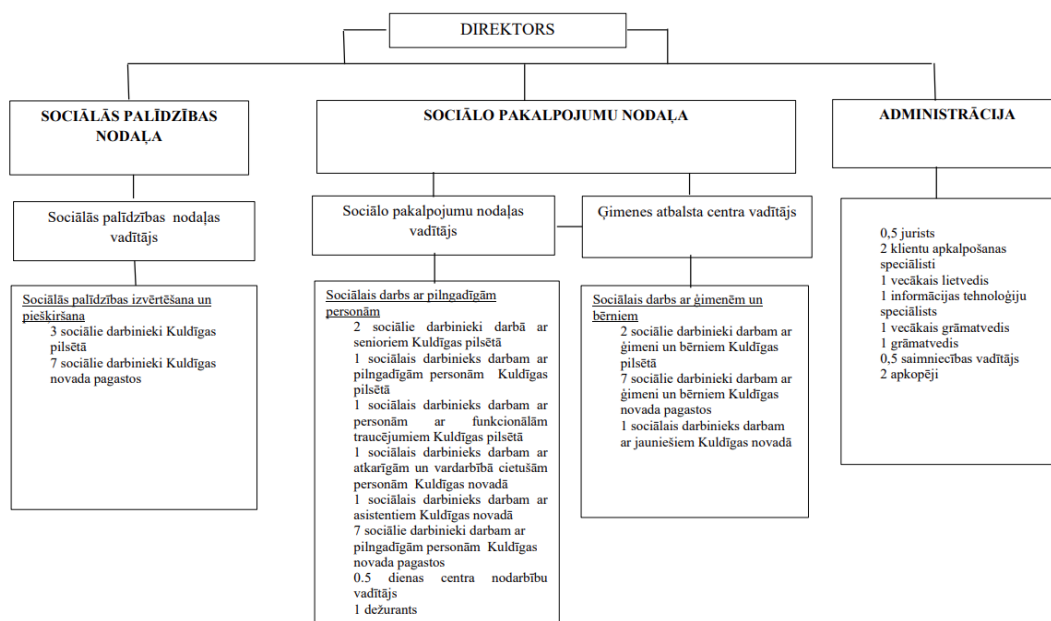 DIREKTORS
SOCIĀLĀS PALĪDZĪBAS
NODAĻA
SOCIĀLO PAKALPOJUMU NODAĻA
ADMINISTRĀCIJA
Sociālās palīdzības nodaļas
vadītājs
Sociālo pakalpojumu nodaļas
vadītājs
Ģimenes atbalsta centra vadītājs
Sociālās palīdzības izvērtēšana un
piešķiršana
3 sociālie darbinieki Kuldīgas
pilsētā
7 sociālie darbinieki Kuldīgas
novada pagastos
Sociālais darbs ar pilngadīgām
personām
2 sociālie darbinieki darbā ar
senioriem Kuldīgas pilsētā
1 sociālais darbinieks darbam ar
pilngadīgām personām Kuldīgas
pilsētā
1 sociālais darbinieks darbam ar
personām ar funkcionālām
traucējumiem Kuldīgas pilsētā
1 sociālais darbinieks darbam ar
atkarīgām un vardarbībā cietušām
personām Kuldīgas novadā
1 sociālais darbinieks darbam ar
asistentiem Kuldīgas novadā
7 sociālie darbinieki darbam ar
pilngadīgām personām Kuldīgas
novada pagastos
0.5 dienas centra nodarbību
vadītājs
1 dežurants
Sociālais darbs ar ģimenēm un
bērniem
2 sociālie darbinieki darbam ar
ģimeni un bērniem Kuldīgas
pilsētā
7 sociālie darbinieki darbam ar
ģimeni un bērniem Kuldīgas
novada pagastos
1 sociālais darbinieks darbam
ar jauniešiem Kuldīgas novadā
0,5 jurists
2 klientu apkalpošanas
speciālisti
1 vecākais lietvedis
1 informācijas tehnoloģiju
speciālists
1 vecākais grāmatvedis
1 grāmatvedis
0,5 saimniecības vadītājs
2 apkopēji